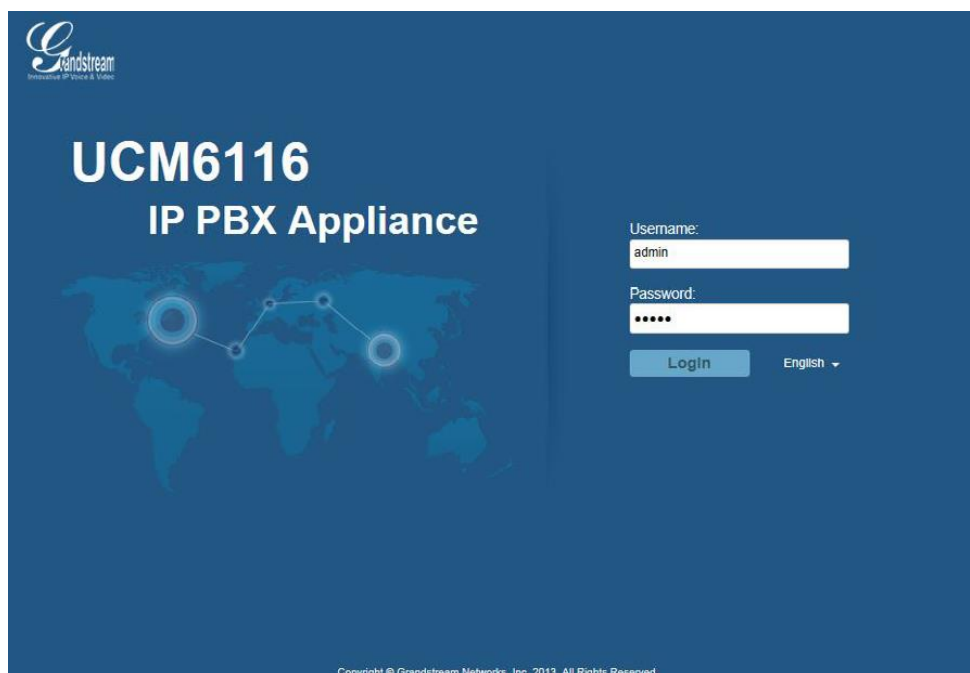 Grandstream
Innovative IP Voice & Video
UCM6116
IP PBX Appliance
Username:
admin
Password:
•••••
Login
English
Copyright © Grandstream Networks, Inc. 2013. All Rights Reserved.